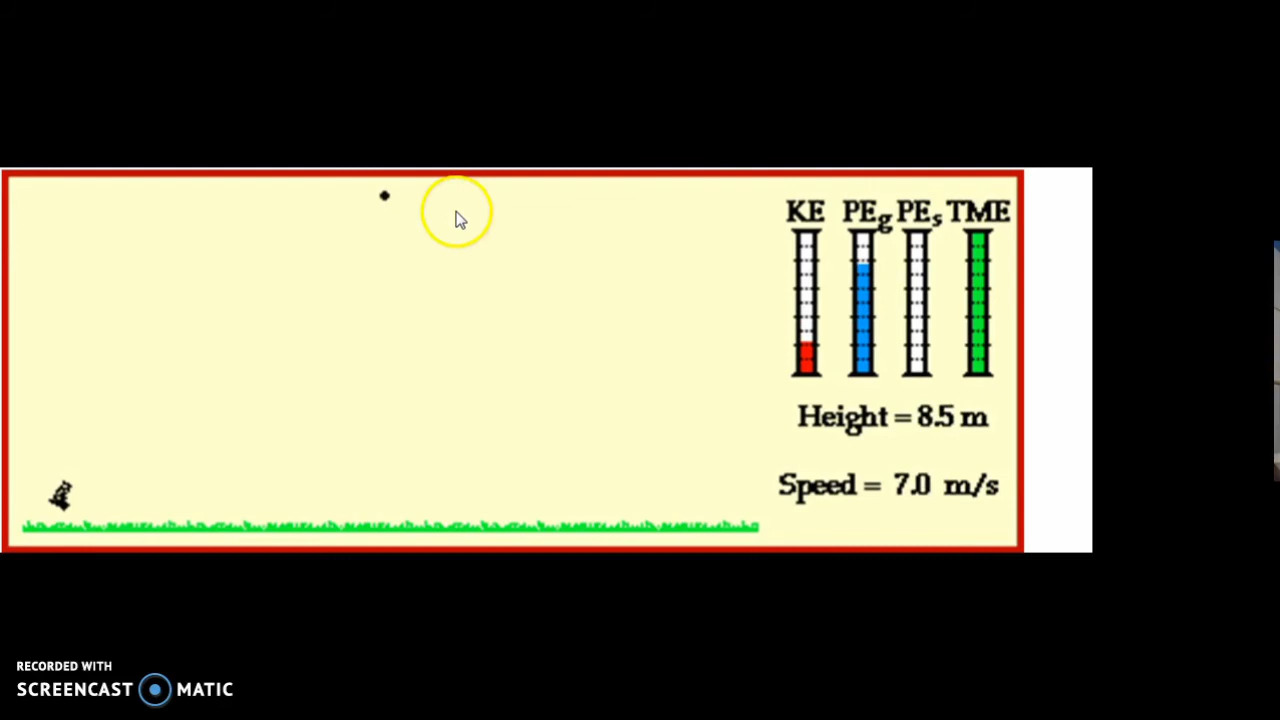 KE PEg PEs TME
Height = 8.5 m
Speed = 7.0 m/s
RECORDED WITH
SCREENCAST MATIC